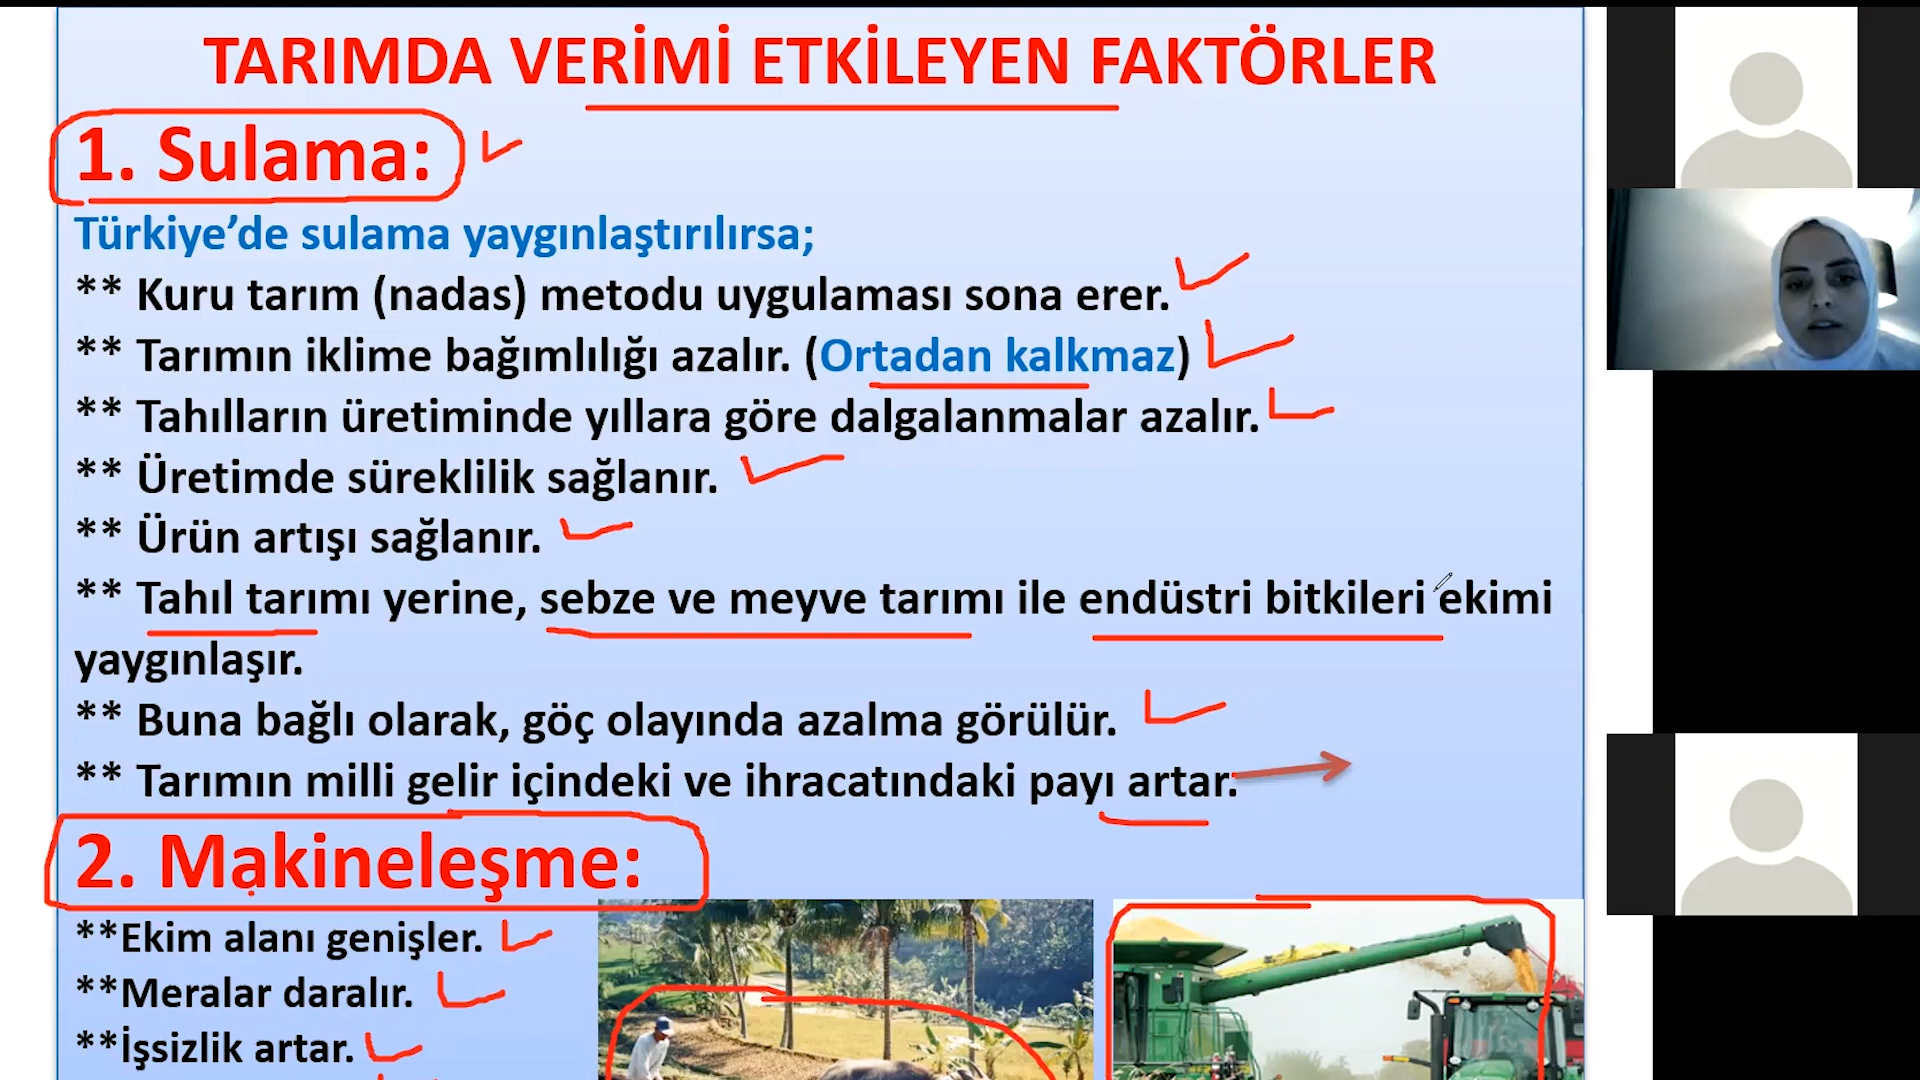 TARIMDA VERİMİ ETKİLEYEN FAKTÖRLER
1. Sulama:
Türkiye’de sulama yaygınlaştırılırsa;
** Kuru tarım (nadas) metodu uygulaması sona erer.
** Tarımın iklime bağımlılığı azalır. (Ortadan kalkmaz)
** Tahılların üretiminde yıllara göre dalgalanmalar azalır.
** Üretimde süreklilik sağlanır.
** Ürün artışı sağlanır.
** Tahıl tarımı yerine, sebze ve meyve tarımı ile endüstri bitkileri ekimi
yaygınlaşır.
** Buna bağlı olarak, göç olayında azalma görülür.
** Tarımın milli gelir içindeki ve ihracatındaki payı artar.
2. Makineleşme:
**Ekim alanı genişler.
**Meralar daralır.
**İşsizlik artar.